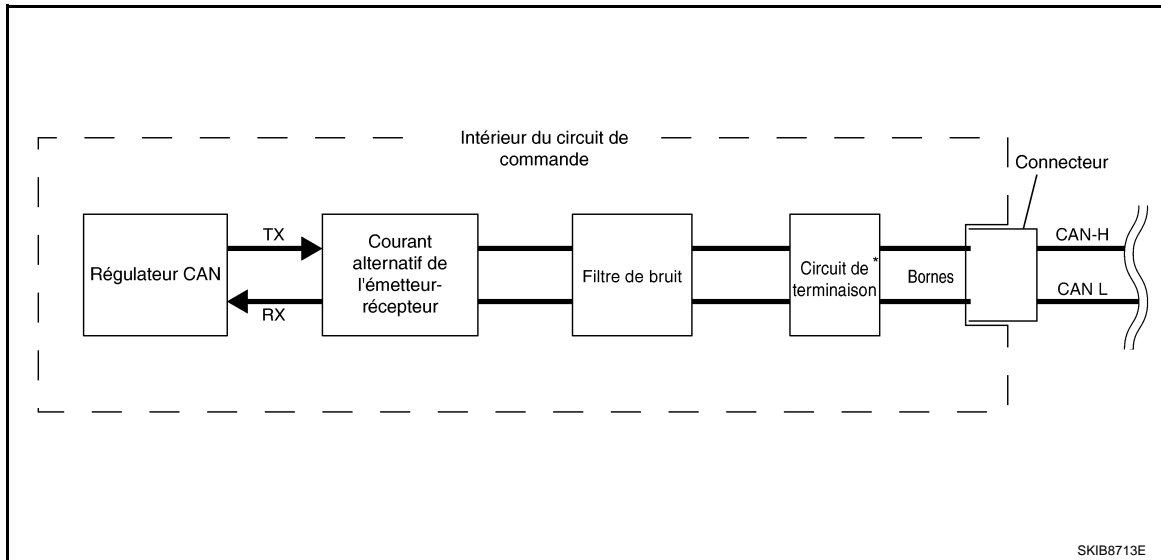 Intérieur du circuit de
commande
Connecteur
Régulateur CAN
TX
RX
Courant
alternatif de
l'émetteur-
récepteur
Filtre de bruit
Circuit de *
terminaison
Bornes
CAN-H
CAN L
SKIB8713E